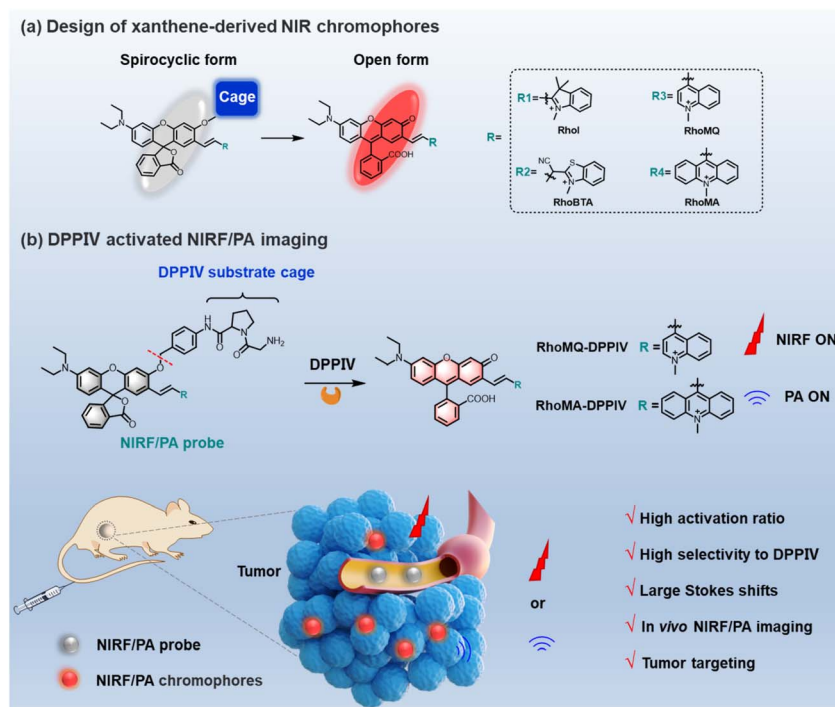 (a) Design of xanthene-derived NIR chromophores
Spirocyclic form
Open form
Cage
N
O
O
O
O
R
N
O
O
COOH
R
R=
R1=
N
+
RhoI
R3=
N
+
RhoMQ
R2=
NC
S
N
+
RhoBTA
R4=
N
+
RhoMA
(b) DPPIV activated NIRF/PA imaging
DPPIV substrate cage
H
N
O
N
O
NH2
N
O
O
O
O
R
NIRF/PA probe
DPPIV
N
O
O
COOH
R
RhoMQ-DPPIV
R =
N
+
NIRF ON
RhoMA-DPPIV
R =
N
+
PA ON
Tumor
or
NIRF/PA probe
NIRF/PA chromophores
√ High activation ratio
√ High selectivity to DPPIV
√ Large Stokes shifts
√ In vivo NIRF/PA imaging
√ Tumor targeting